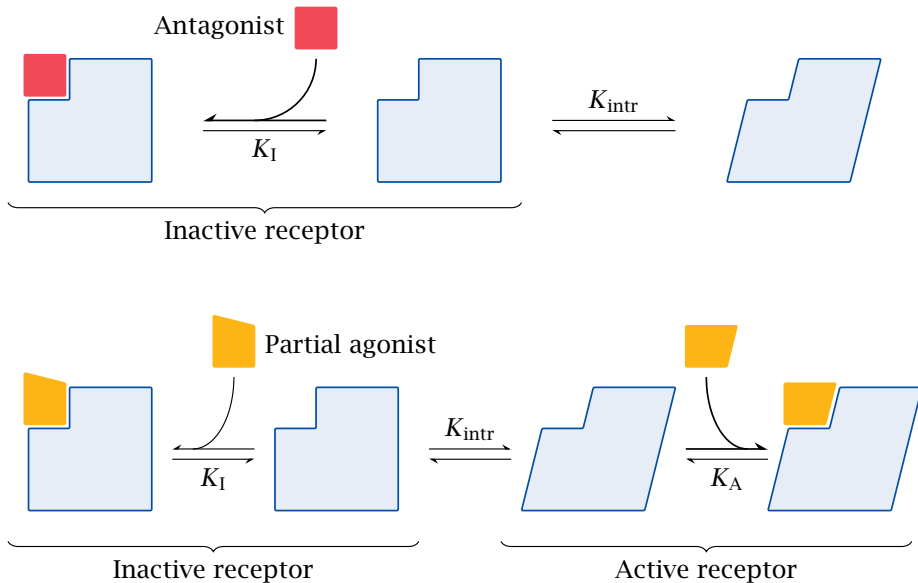 Antagonist
K_I
K_intr
Inactive receptor
Partial agonist
K_I
K_intr
K_A
Inactive receptor
Active receptor